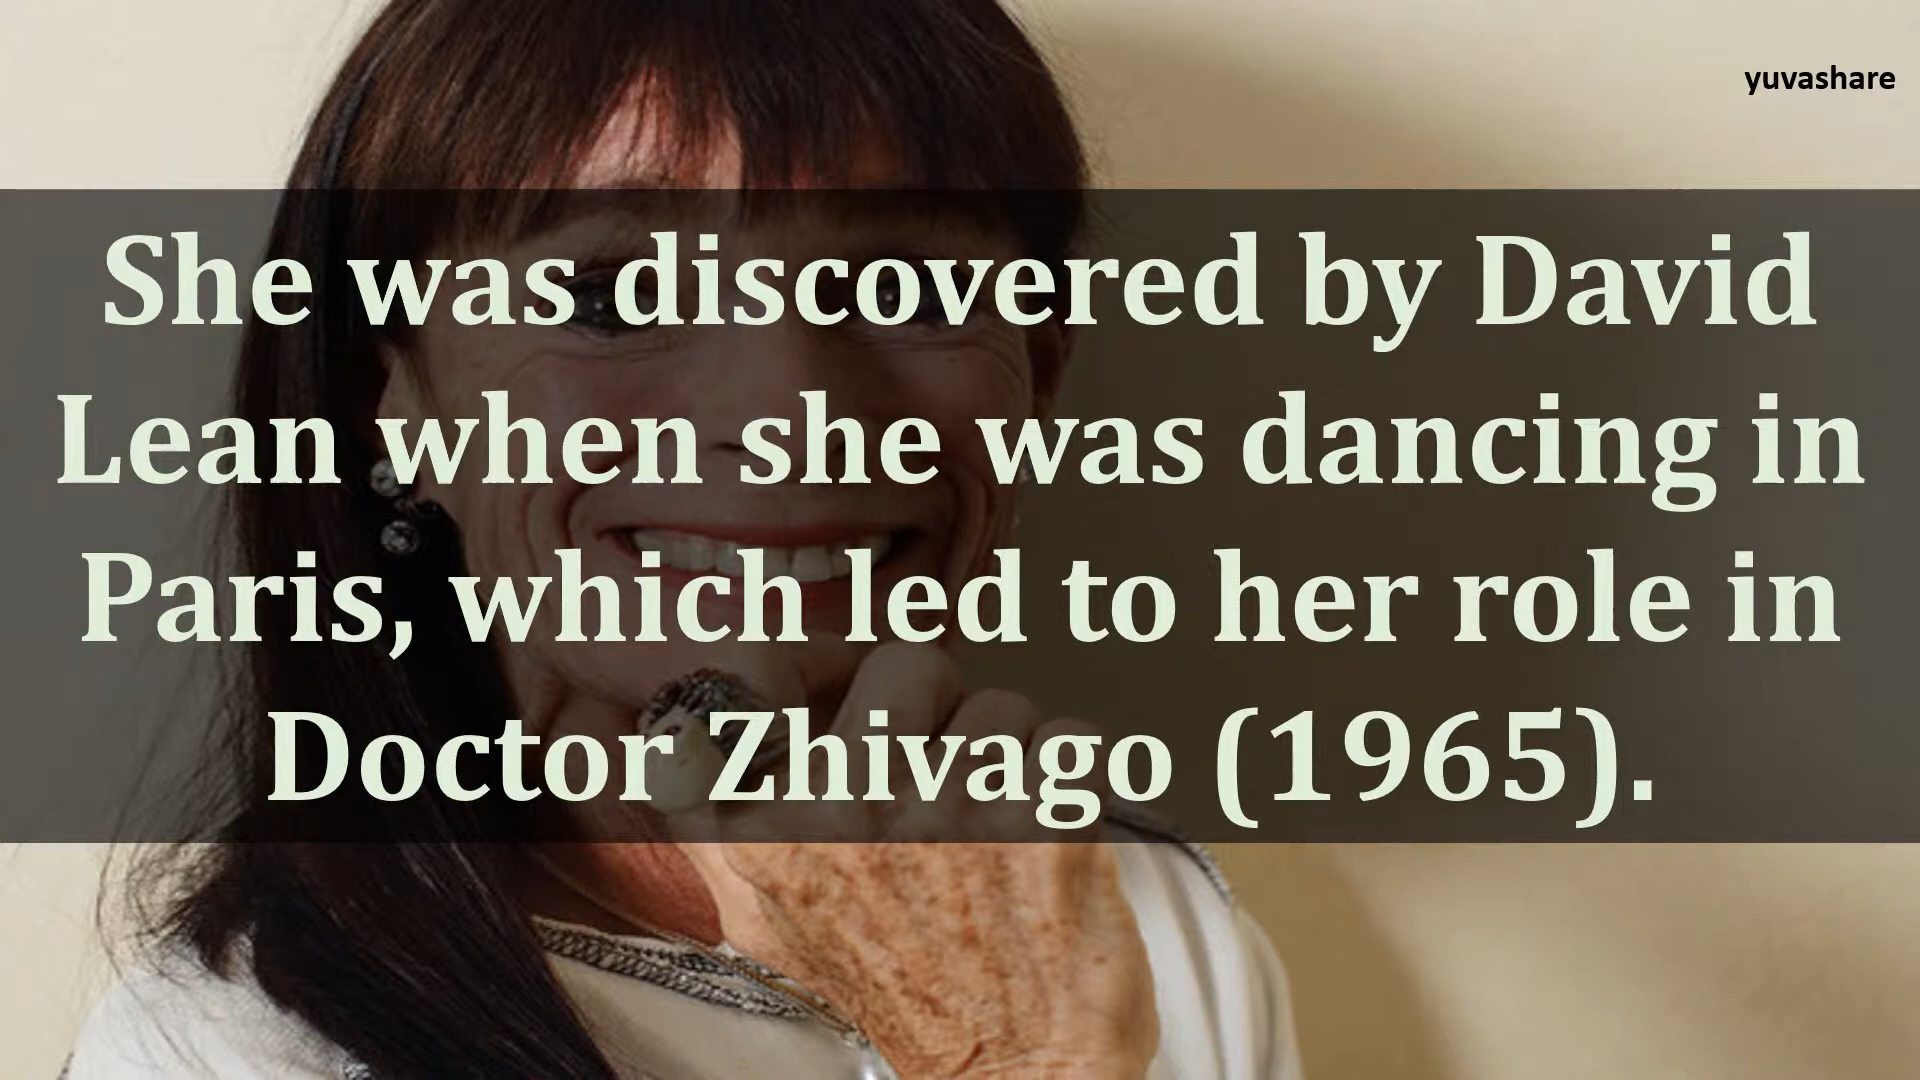 yuvashare
She was discovered by David
Lean when she was dancing in
Paris, which led to her role in
Doctor Zhivago (1965).